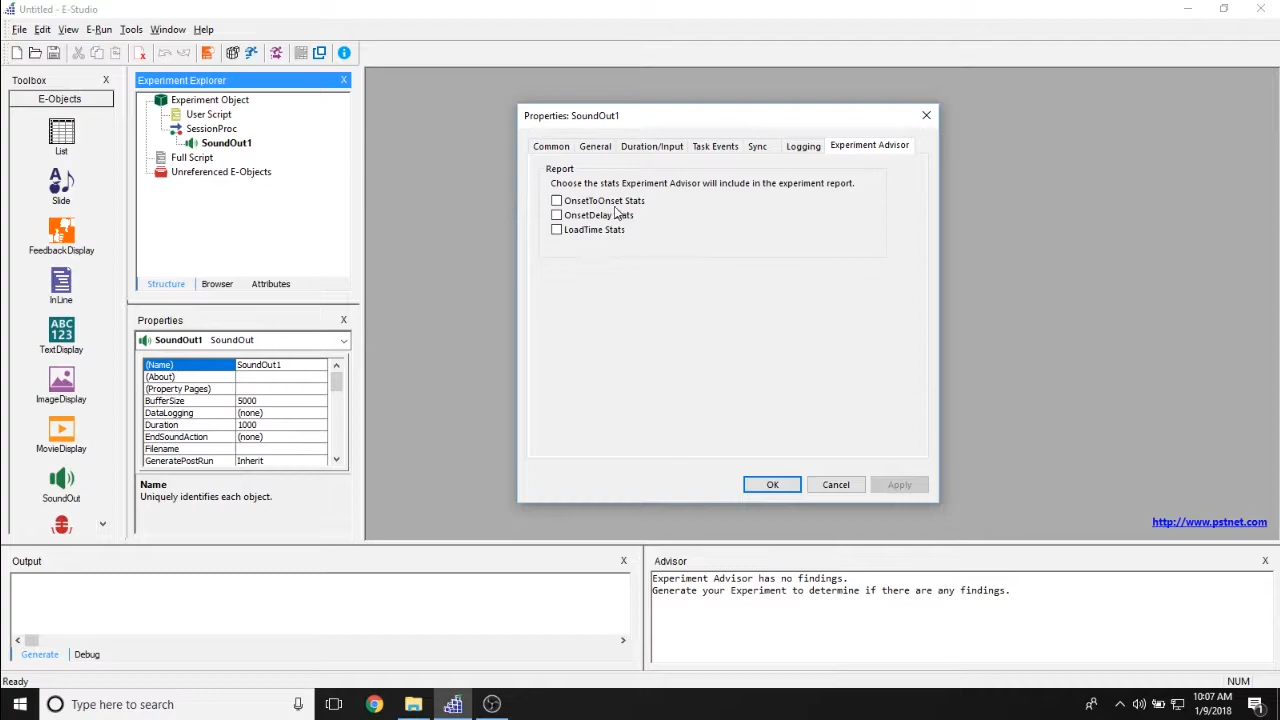 Untitled - E-Studio
File Edit View E-Run Tools Window Help
Toolbox X
E-Objects
List
Slide
FeedbackDisplay
InLine
ABC
123
TextDisplay
ImageDisplay
MovieDisplay
SoundOut
Experiment Explorer X
Experiment Object
User Script
SessionProc
SoundOut1
Full Script
Unreferenced E-Objects
Structure Browser Attributes
Properties X
SoundOut1 SoundOut
(Name) SoundOut1
(About)
(Property Pages)
BufferSize 5000
DataLogging (none)
Duration 1000
EndSoundAction (none)
Filename
GeneratePostRun Inherit
Name
Uniquely identifies each object.
Properties: SoundOut1
Common General Duration/Input Task Events Sync Logging Experiment Advisor
Report
Choose the stats Experiment Advisor will include in the experiment report.
OnsetToOnset Stats
OnsetDelay Stats
LoadTime Stats
OK Cancel Apply
http://www.pstnet.com
Output X
Generate Debug
Advisor X
Experiment Advisor has no findings.
Generate your Experiment to determine if there are any findings.
Ready NUM
Type here to search
10:07 AM
1/9/2018
1